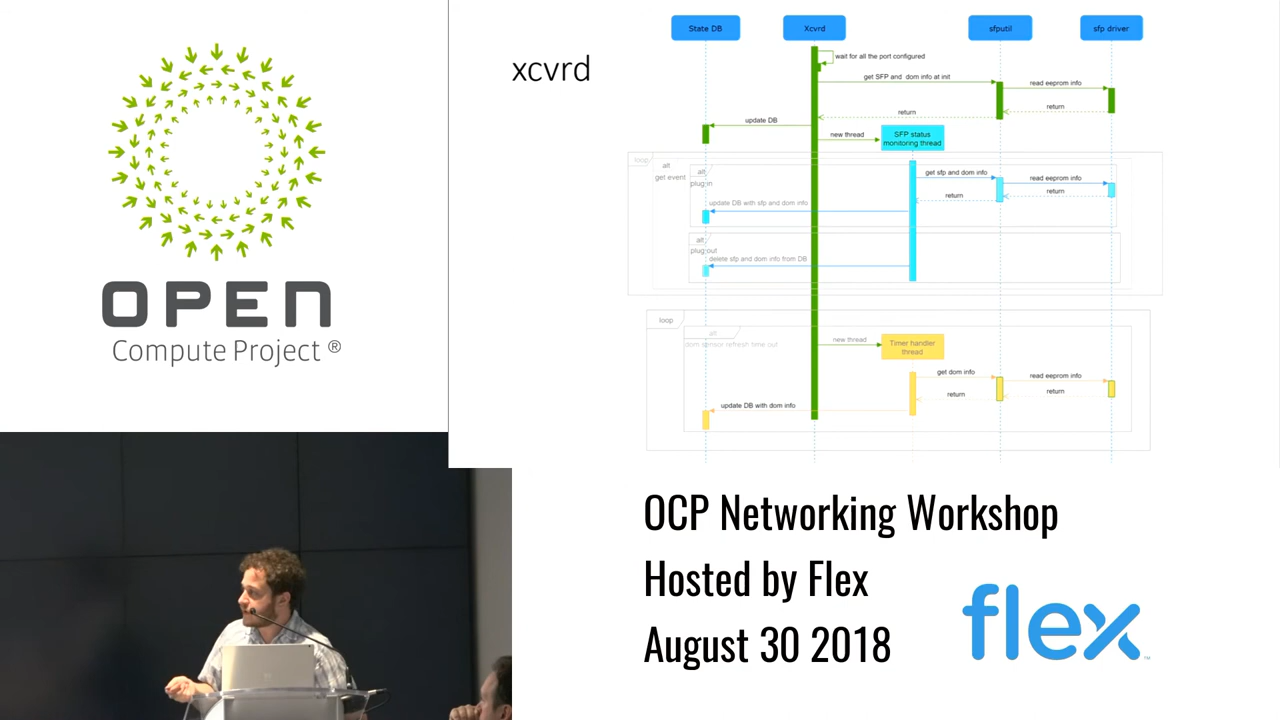 OPEN
Compute Project ®
xcvrd
State DB
Xcvrd
sfputil
sfp driver
wait for all the port configured
get SFP and dom info at init
read eeprom info
return
return
update DB
new thread
SFP status
monitoring thread
loop
alt
get event
alt
plug in
get sfp and dom info
read eeprom info
return
return
update DB with sfp and dom info
alt
plug out
delete sfp and dom info from DB
loop
alt
dom sensor refresh time out
new thread
Timer handler
thread
get dom info
read eeprom info
return
return
update DB with dom info
OCP Networking Workshop
Hosted by Flex
August 30 2018
flex
TM